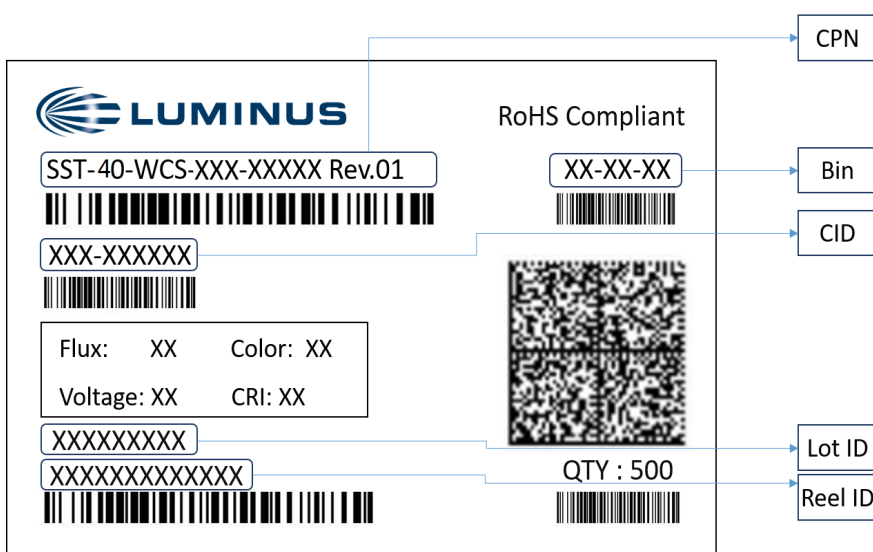 CPN
LUMINUS
RoHS Compliant
SST-40-WCS-XXX-XXXXX Rev.01
XX-XX-XX
Bin
XXX-XXXXXX
CID
Flux: XX Color: XX
Voltage: XX CRI: XX
XXXXXXXXX
Lot ID
XXXXXXXXXXXXX
QTY : 500
Reel ID